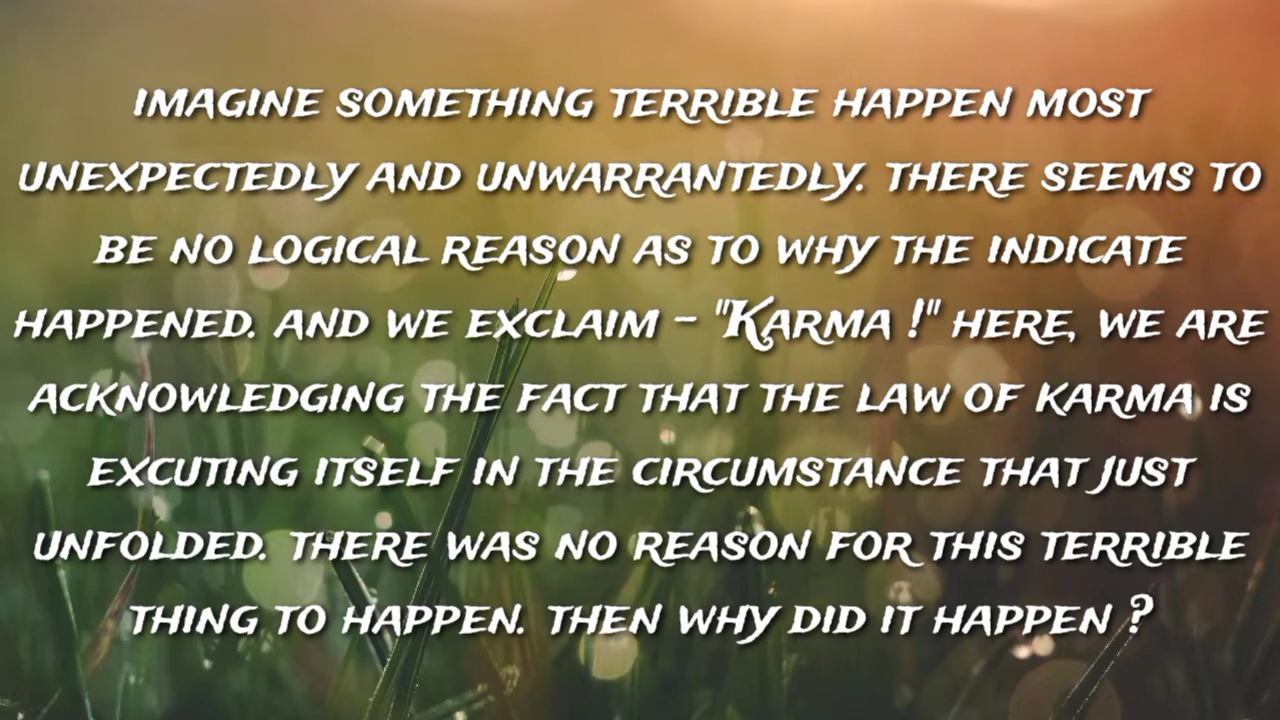 IMAGINE SOMETHING TERRIBLE HAPPEN MOST
UNEXPECTEDLY AND UNWARRANTEDLY. THERE SEEMS TO
BE NO LOGICAL REASON AS TO WHY THE INDICATE
HAPPENED. AND WE EXCLAIM - "KARMA !" HERE, WE ARE
ACKNOWLEDGING THE FACT THAT THE LAW OF KARMA IS
EXCUTING ITSELF IN THE CIRCUMSTANCE THAT JUST
UNFOLDED. THERE WAS NO REASON FOR THIS TERRIBLE
THING TO HAPPEN. THEN WHY DID IT HAPPEN ?